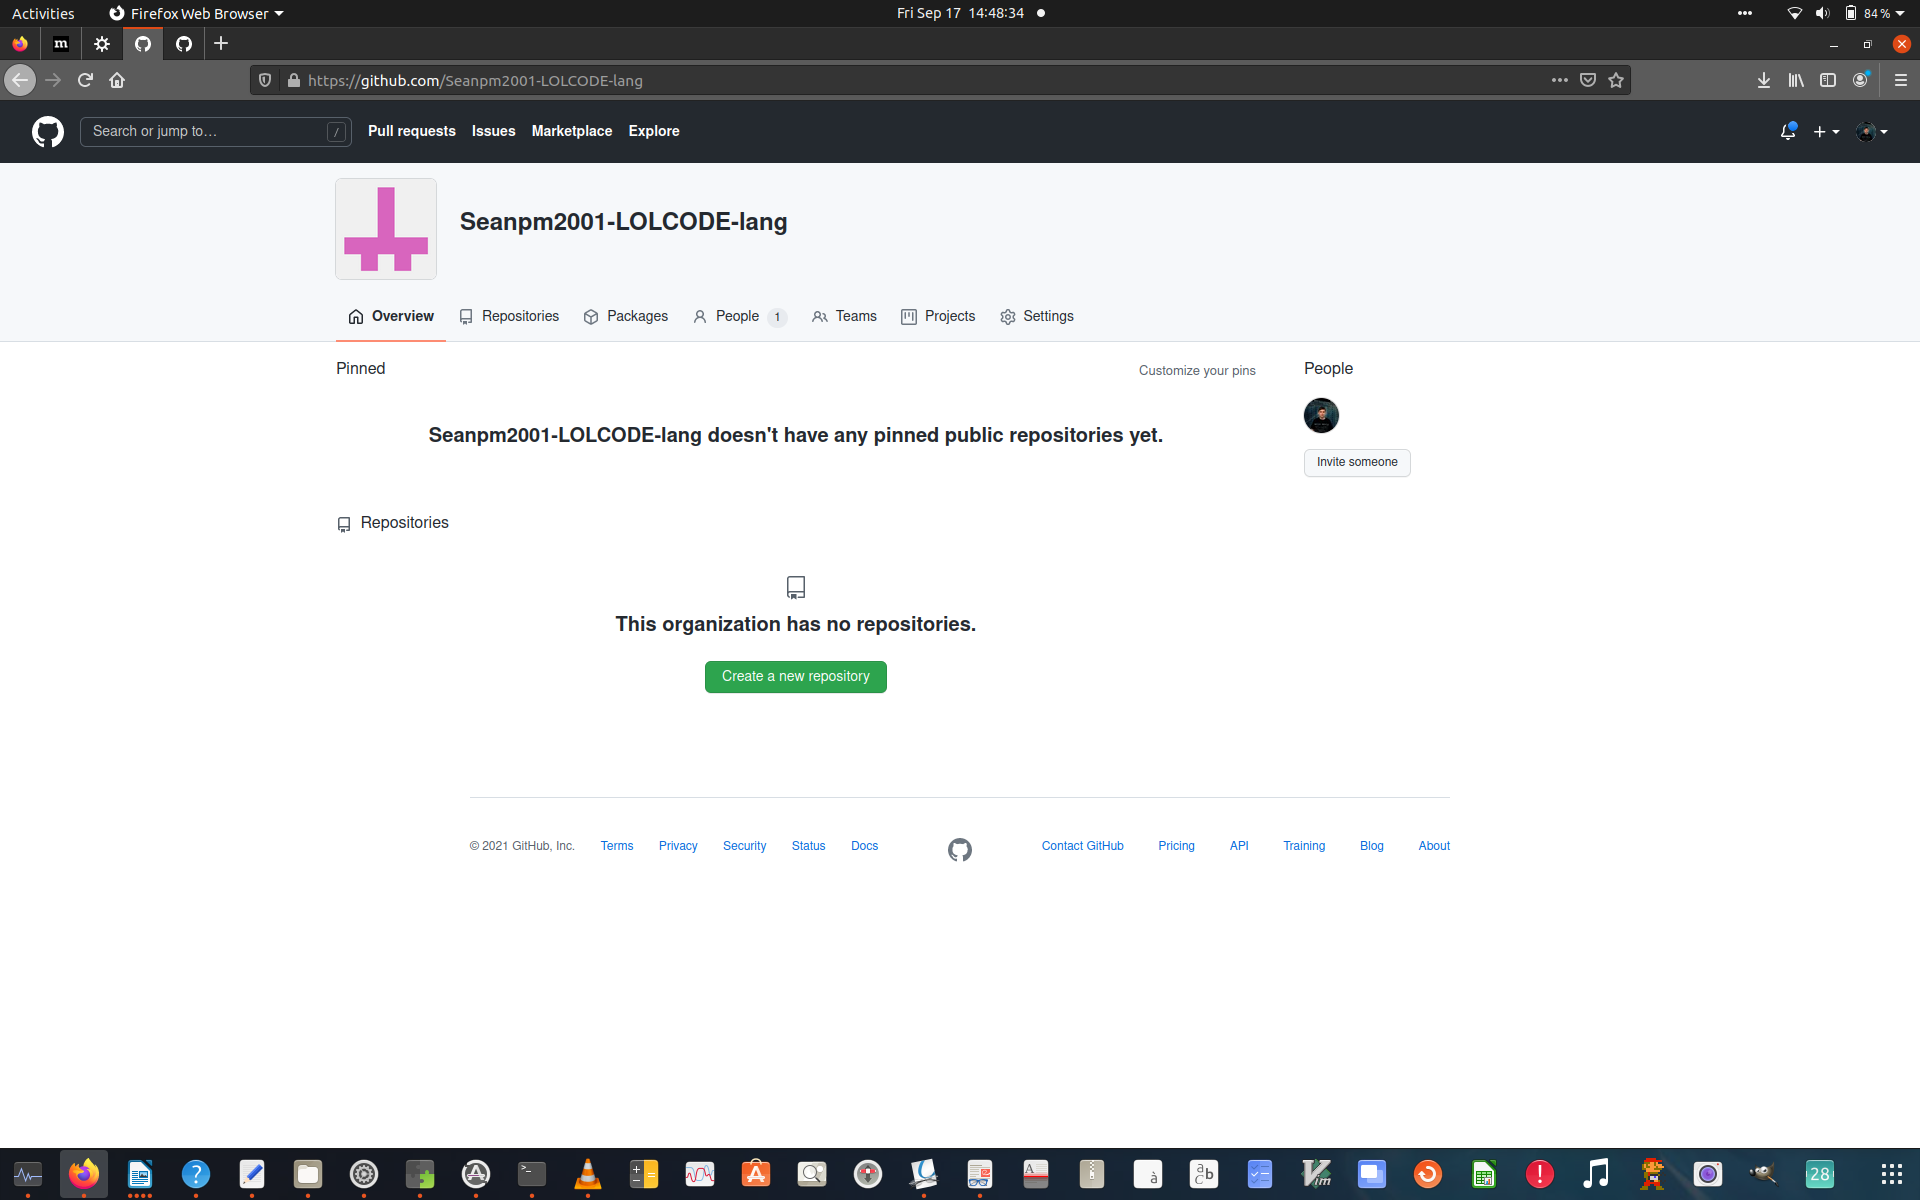 Activities Firefox Web Browser Fri Sep 17 14:48:34 84 %
m
https://github.com/Seanpm2001-LOLCODE-lang
Search or jump to… / Pull requests Issues Marketplace Explore
Seanpm2001-LOLCODE-lang
Overview Repositories Packages People 1 Teams Projects Settings
Pinned Customize your pins People
Seanpm2001-LOLCODE-lang doesn't have any pinned public repositories yet.
Invite someone
Repositories
This organization has no repositories.
Create a new repository
© 2021 GitHub, Inc. Terms Privacy Security Status Docs Contact GitHub Pricing API Training Blog About
28